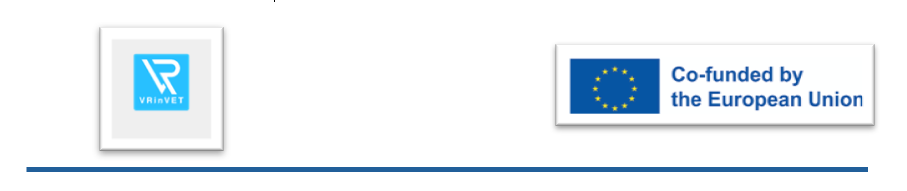 VRinVET
Co-funded by
the European Union